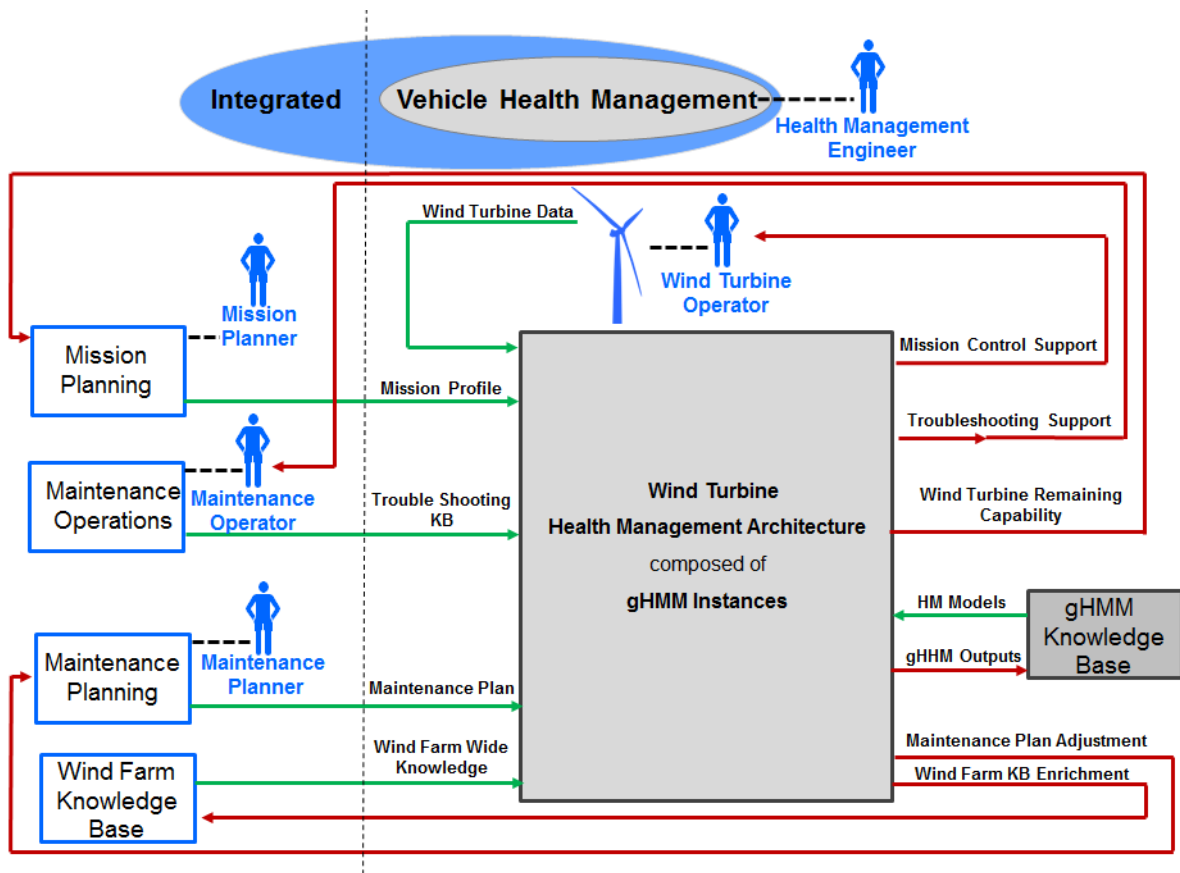 Integrated
Vehicle Health Management
Health Management
Engineer
Wind Turbine Data
Wind Turbine
Operator
Mission
Planner
Mission
Planning
Mission Profile
Mission Control Support
Troubleshooting Support
Maintenance
Operations
Maintenance
Operator
Trouble Shooting
KB
Wind Turbine
Health Management Architecture
composed of
gHMM Instances
Wind Turbine Remaining
Capability
HM Models
gHHM Outputs
gHMM
Knowledge
Base
Maintenance
Planning
Maintenance
Planner
Maintenance Plan
Wind Farm Wide
Knowledge
Wind Farm
Knowledge
Base
Maintenance Plan Adjustment
Wind Farm KB Enrichment